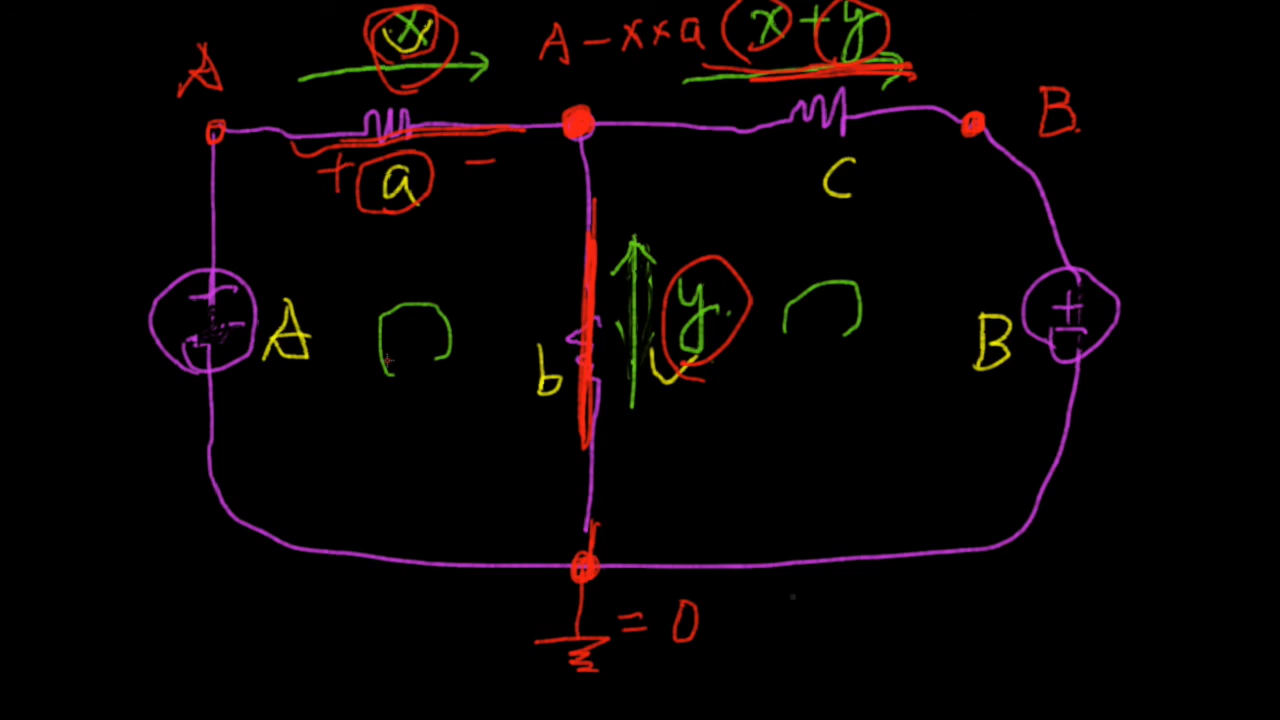 x
A - x × a x + y
A
B.
+ a -
c
A
y.
+
B
b
= 0